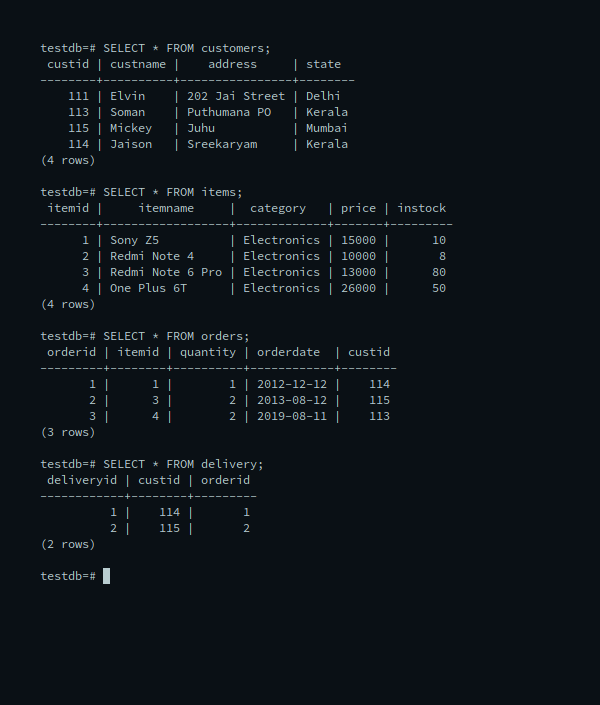 testdb=# SELECT * FROM customers;
 custid | custname |    address     | state
--------+----------+----------------+--------
    111 | Elvin    | 202 Jai Street | Delhi
    113 | Soman    | Puthumana PO   | Kerala
    115 | Mickey   | Juhu           | Mumbai
    114 | Jaison   | Sreekaryam     | Kerala
(4 rows)

testdb=# SELECT * FROM items;
 itemid |     itemname     |  category   | price | instock
--------+------------------+-------------+-------+---------
      1 | Sony Z5          | Electronics | 15000 |      10
      2 | Redmi Note 4     | Electronics | 10000 |       8
      3 | Redmi Note 6 Pro | Electronics | 13000 |      80
      4 | One Plus 6T      | Electronics | 26000 |      50
(4 rows)

testdb=# SELECT * FROM orders;
 orderid | itemid | quantity | orderdate  | custid
---------+--------+----------+------------+--------
       1 |      1 |        1 | 2012-12-12 |    114
       2 |      3 |        2 | 2013-08-12 |    115
       3 |      4 |        2 | 2019-08-11 |    113
(3 rows)

testdb=# SELECT * FROM delivery;
 deliveryid | custid | orderid
------------+--------+---------
          1 |    114 |       1
          2 |    115 |       2
(2 rows)

testdb=#